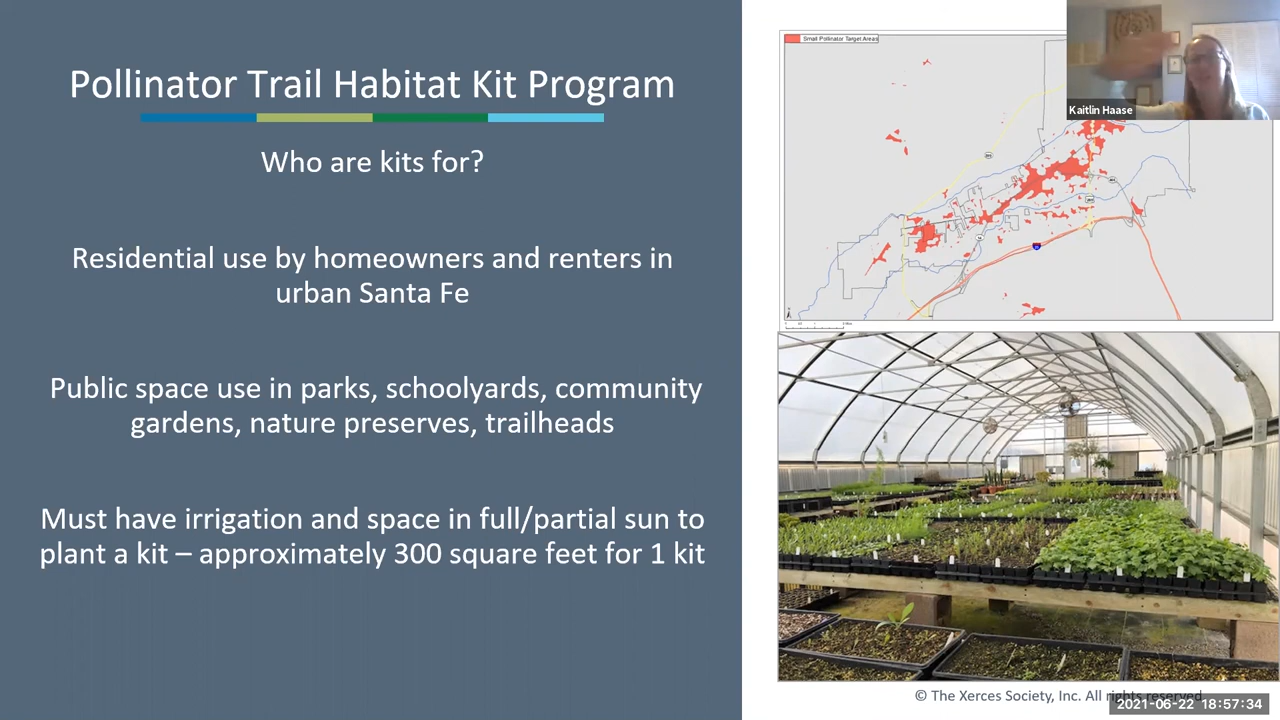 Pollinator Trail Habitat Kit Program
Who are kits for?
Residential use by homeowners and renters in
urban Santa Fe
Public space use in parks, schoolyards, community
gardens, nature preserves, trailheads
Must have irrigation and space in full/partial sun to
plant a kit – approximately 300 square feet for 1 kit
Small Pollinator Target Areas
Kaitlin Haase
© The Xerces Society, Inc. All rights reserved
2021-06-22 18:57:34